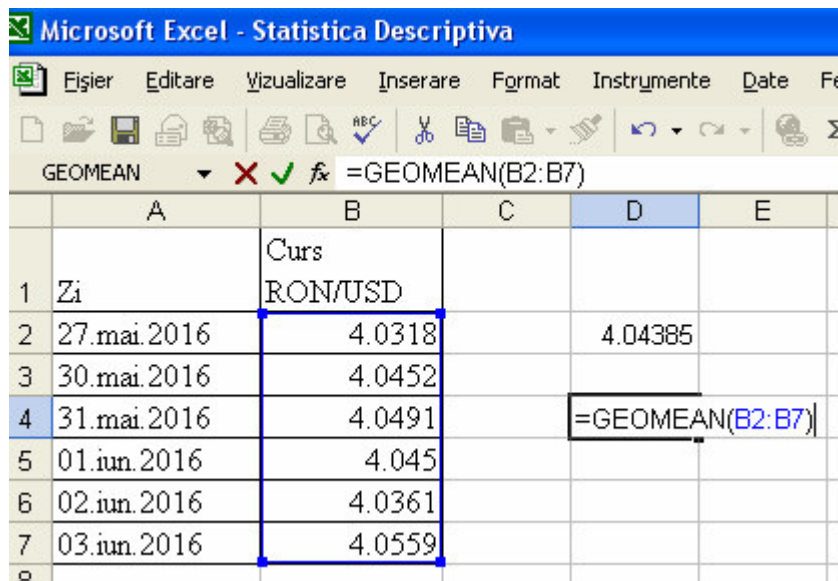 Microsoft Excel - Statistica Descriptiva
Fişier Editare Vizualizare Inserare Format Instrumente Date
ABC
GEOMEAN fx =GEOMEAN(B2:B7)
A B C D E
1 Zi Curs RON/USD
2 27.mai.2016 4.0318 4.04385
3 30.mai.2016 4.0452
4 31.mai.2016 4.0491 =GEOMEAN(B2:B7)
5 01.iun.2016 4.045
6 02.iun.2016 4.0361
7 03.iun.2016 4.0559